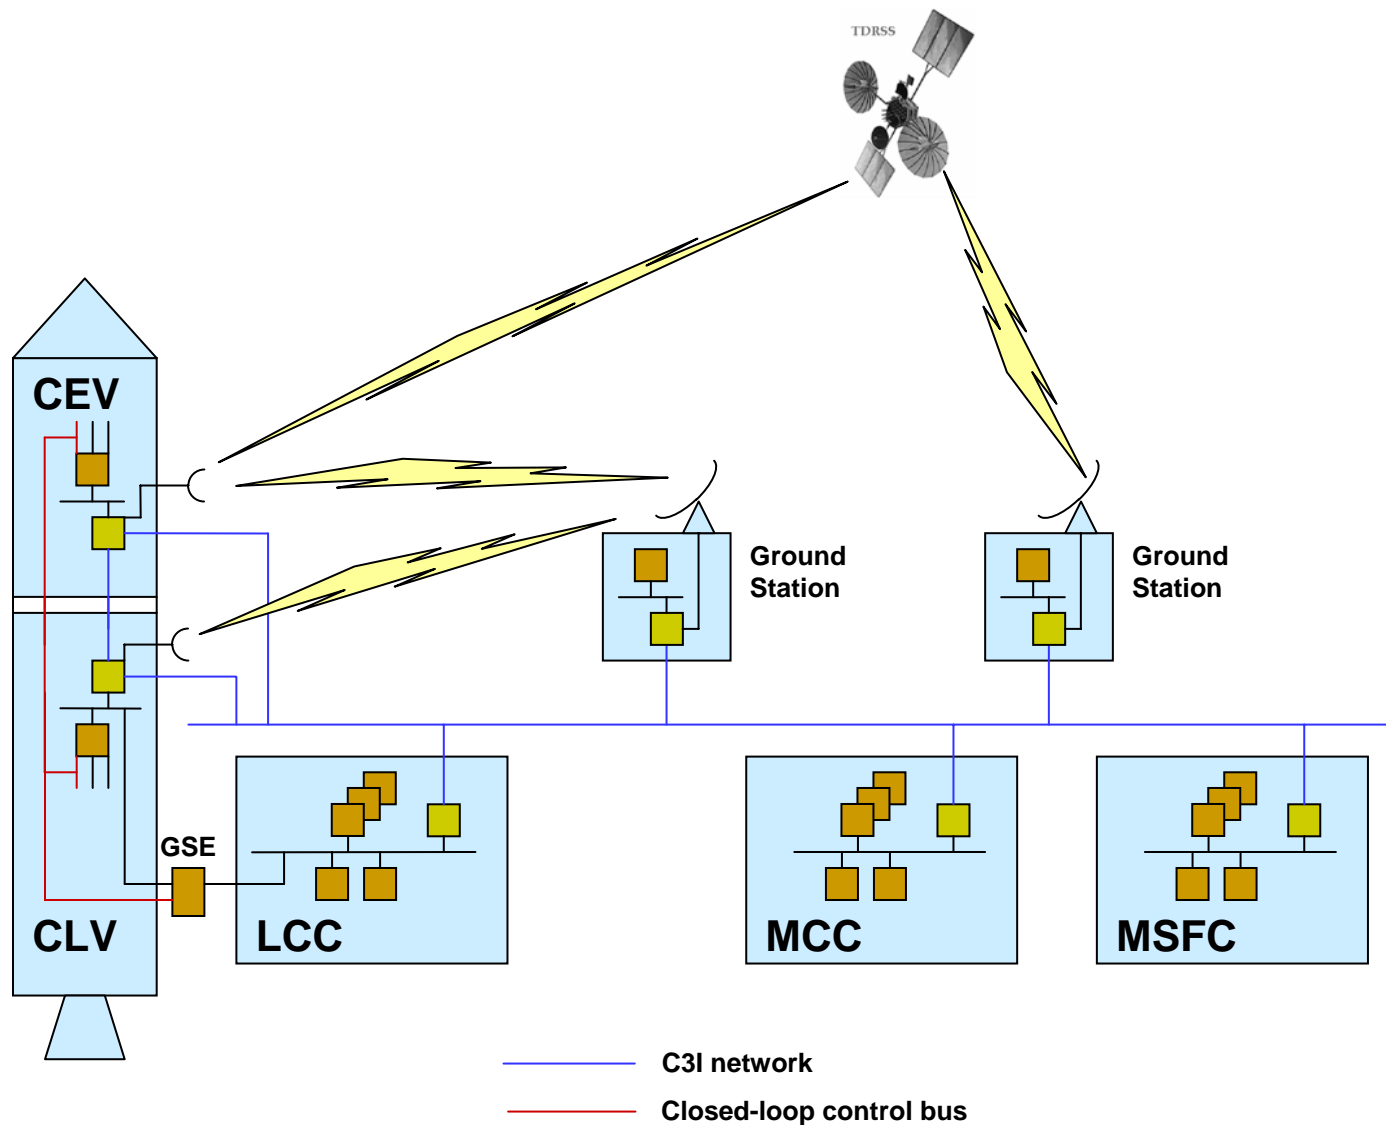 TDRSS
CEV
Ground
Station
Ground
Station
GSE
CLV
LCC
MCC
MSFC
C3I network
Closed-loop control bus